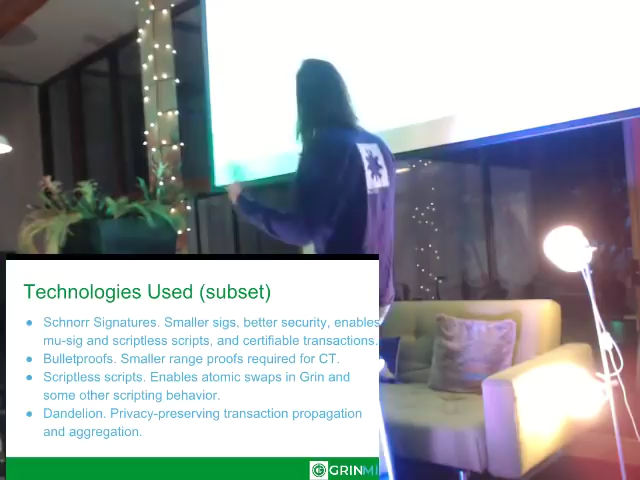 Technologies Used (subset)
● Schnorr Signatures. Smaller sigs, better security, enables
mu-sig and scriptless scripts, and certifiable transactions.
● Bulletproofs. Smaller range proofs required for CT.
● Scriptless scripts. Enables atomic swaps in Grin and
some other scripting behavior.
● Dandelion. Privacy-preserving transaction propagation
and aggregation.
GRINMI